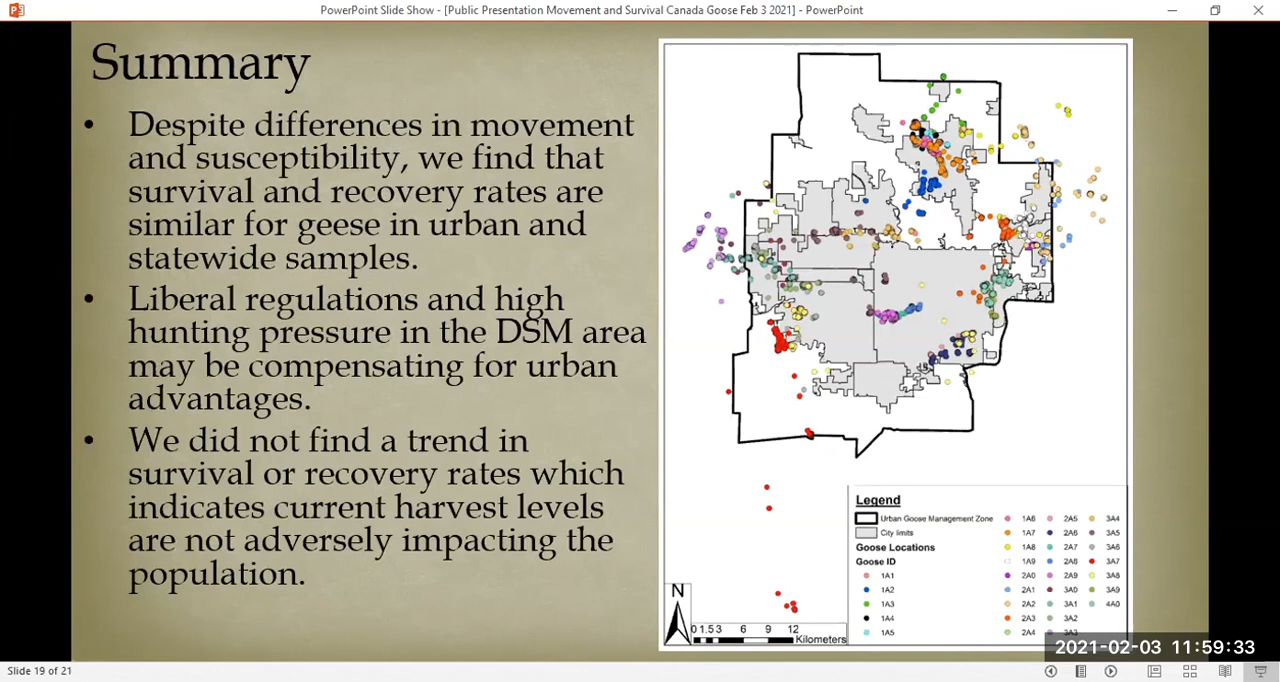 PowerPoint Slide Show - [Public Presentation Movement and Survival Canada Goose Feb 3 2021] - PowerPoint
Summary
• Despite differences in movement
and susceptibility, we find that
survival and recovery rates are
similar for geese in urban and
statewide samples.
• Liberal regulations and high
hunting pressure in the DSM area
may be compensating for urban
advantages.
• We did not find a trend in
survival or recovery rates which
indicates current harvest levels
are not adversely impacting the
population.
Legend
Urban Goose Management Zone
City limits
Goose Locations
Goose ID
1A1
1A2
1A3
1A4
1A5
1A6
1A7
1A8
1A9
2A0
2A1
2A2
2A3
2A4
2A5
2A6
2A7
2A8
2A9
3A0
3A1
3A2
3A3
3A4
3A5
3A6
3A7
3A8
3A9
4A0
N
0 1.5 3 6 9 12
Kilometers
2021-02-03 11:59:33
Slide 19 of 21